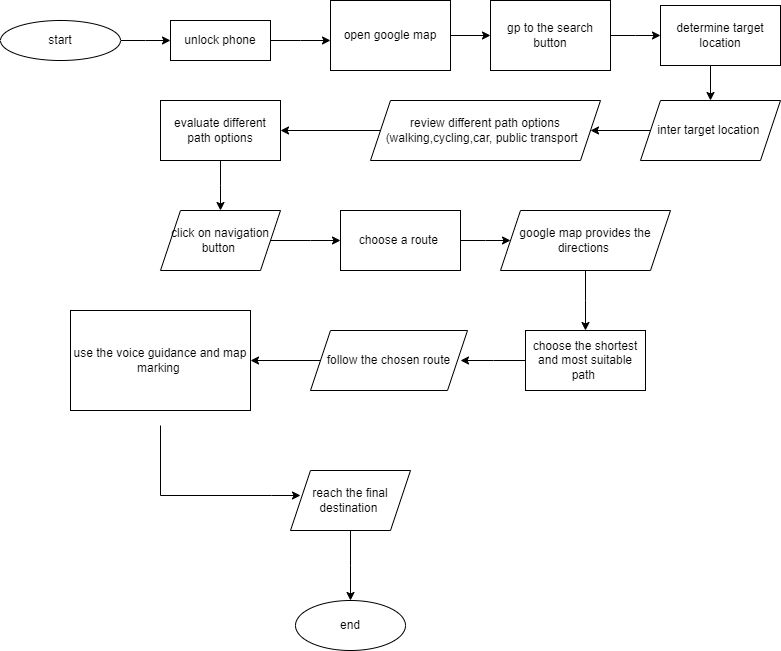 start
unlock phone
open google map
gp to the search
button
determine target
location
inter target location
review different path options
(walking,cycling,car, public transport
evaluate different
path options
click on navigation
button
choose a route
google map provides the
directions
choose the shortest
and most suitable
path
follow the chosen route
use the voice guidance and map
marking
reach the final
destination
end